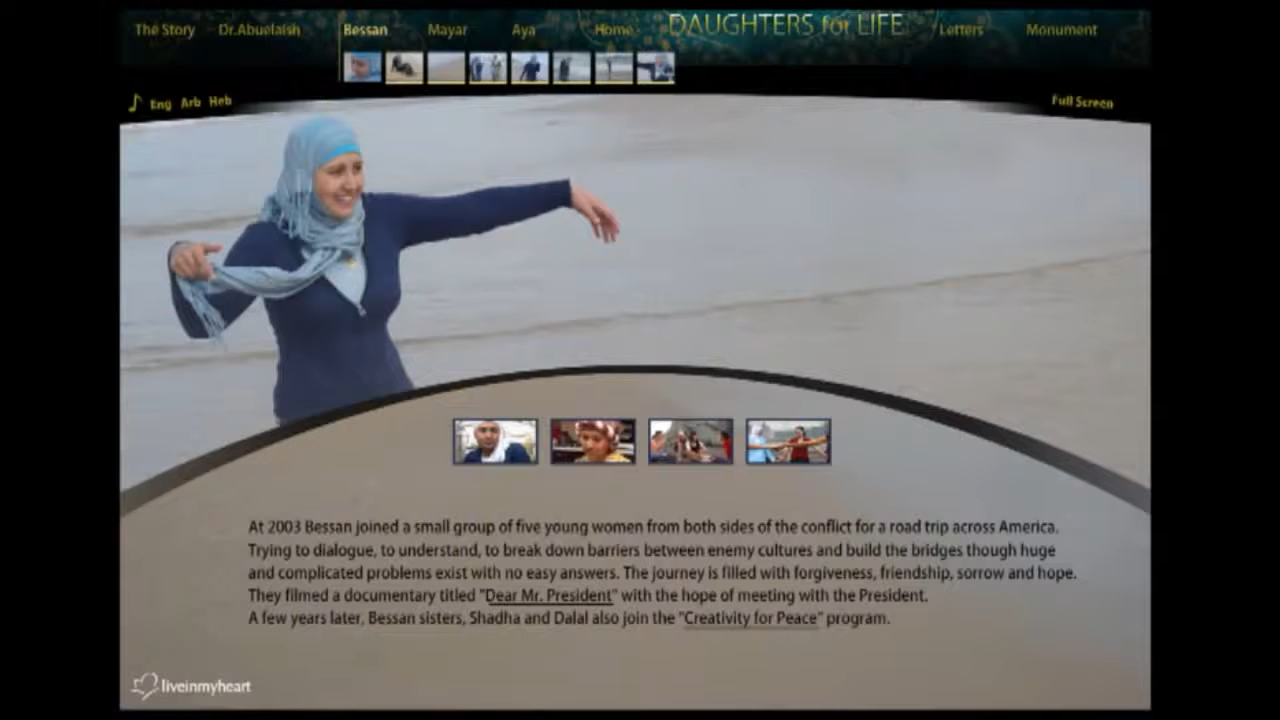 The Story Dr.Abuelaish Bessan Mayar Aya Home DAUGHTERS for LIFE Letters Monument
Eng Arb Heb Full Screen
At 2003 Bessan joined a small group of five young women from both sides of the conflict for a road trip across America.
Trying to dialogue, to understand, to break down barriers between enemy cultures and build the bridges though huge
and complicated problems exist with no easy answers. The journey is filled with forgiveness, friendship, sorrow and hope.
They filmed a documentary titled "Dear Mr. President" with the hope of meeting with the President.
A few years later, Bessan sisters, Shadha and Dalal also join the "Creativity for Peace" program.
liveinmyheart